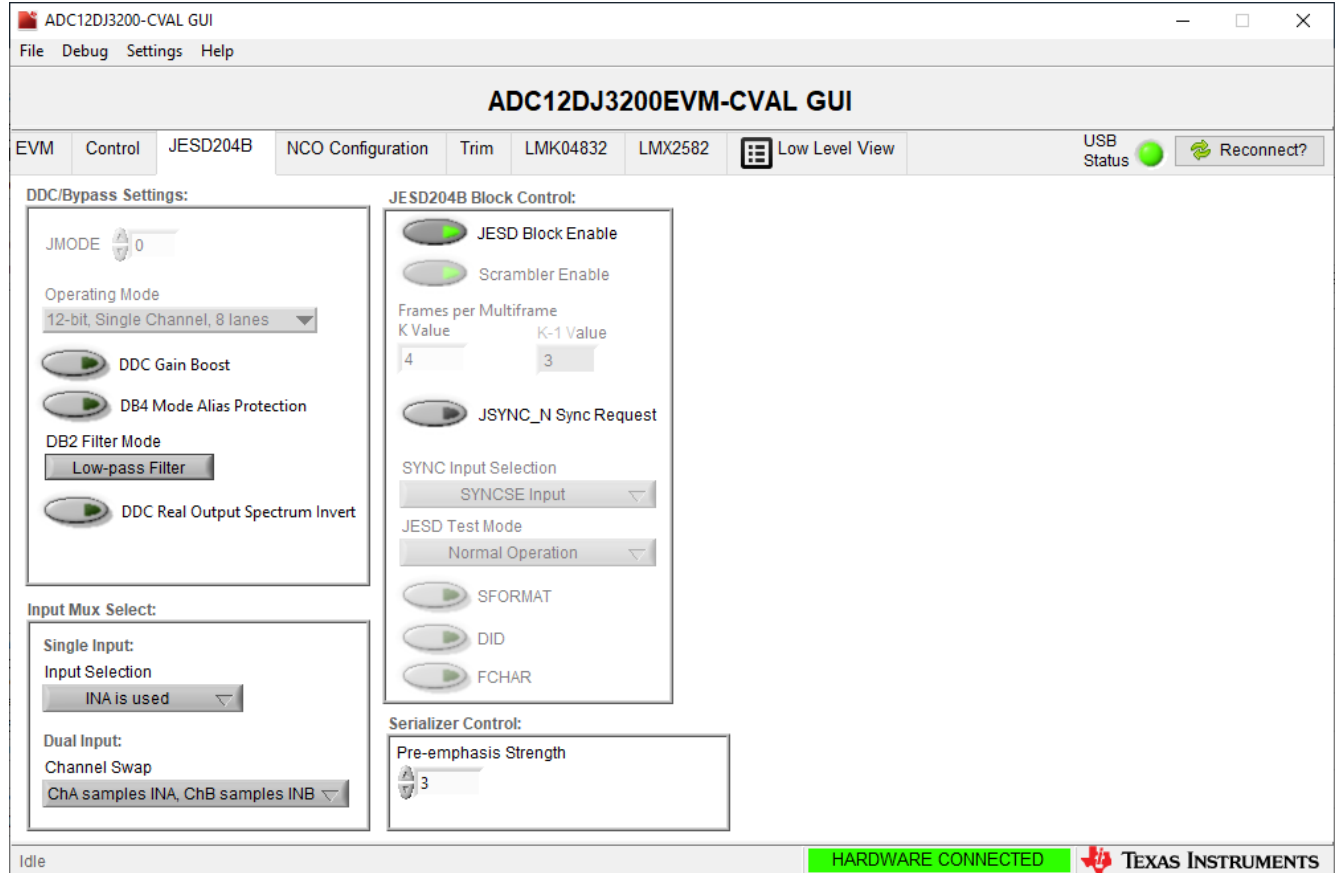 ADC12DJ3200-CVAL GUI
File Debug Settings Help
ADC12DJ3200EVM-CVAL GUI
EVM Control JESD204B NCO Configuration Trim LMK04832 LMX2582 Low Level View USB Status Reconnect?
DDC/Bypass Settings:
JMODE 0
Operating Mode
12-bit, Single Channel, 8 lanes
DDC Gain Boost
DB4 Mode Alias Protection
DB2 Filter Mode
Low-pass Filter
DDC Real Output Spectrum Invert
Input Mux Select:
Single Input:
Input Selection
INA is used
Dual Input:
Channel Swap
ChA samples INA, ChB samples INB
JESD204B Block Control:
JESD Block Enable
Scrambler Enable
Frames per Multiframe
K Value K-1 Value
4 3
JSYNC_N Sync Request
SYNC Input Selection
SYNCSE Input
JESD Test Mode
Normal Operation
SFORMAT
DID
FCHAR
Serializer Control:
Pre-emphasis Strength
3
Idle HARDWARE CONNECTED TEXAS INSTRUMENTS